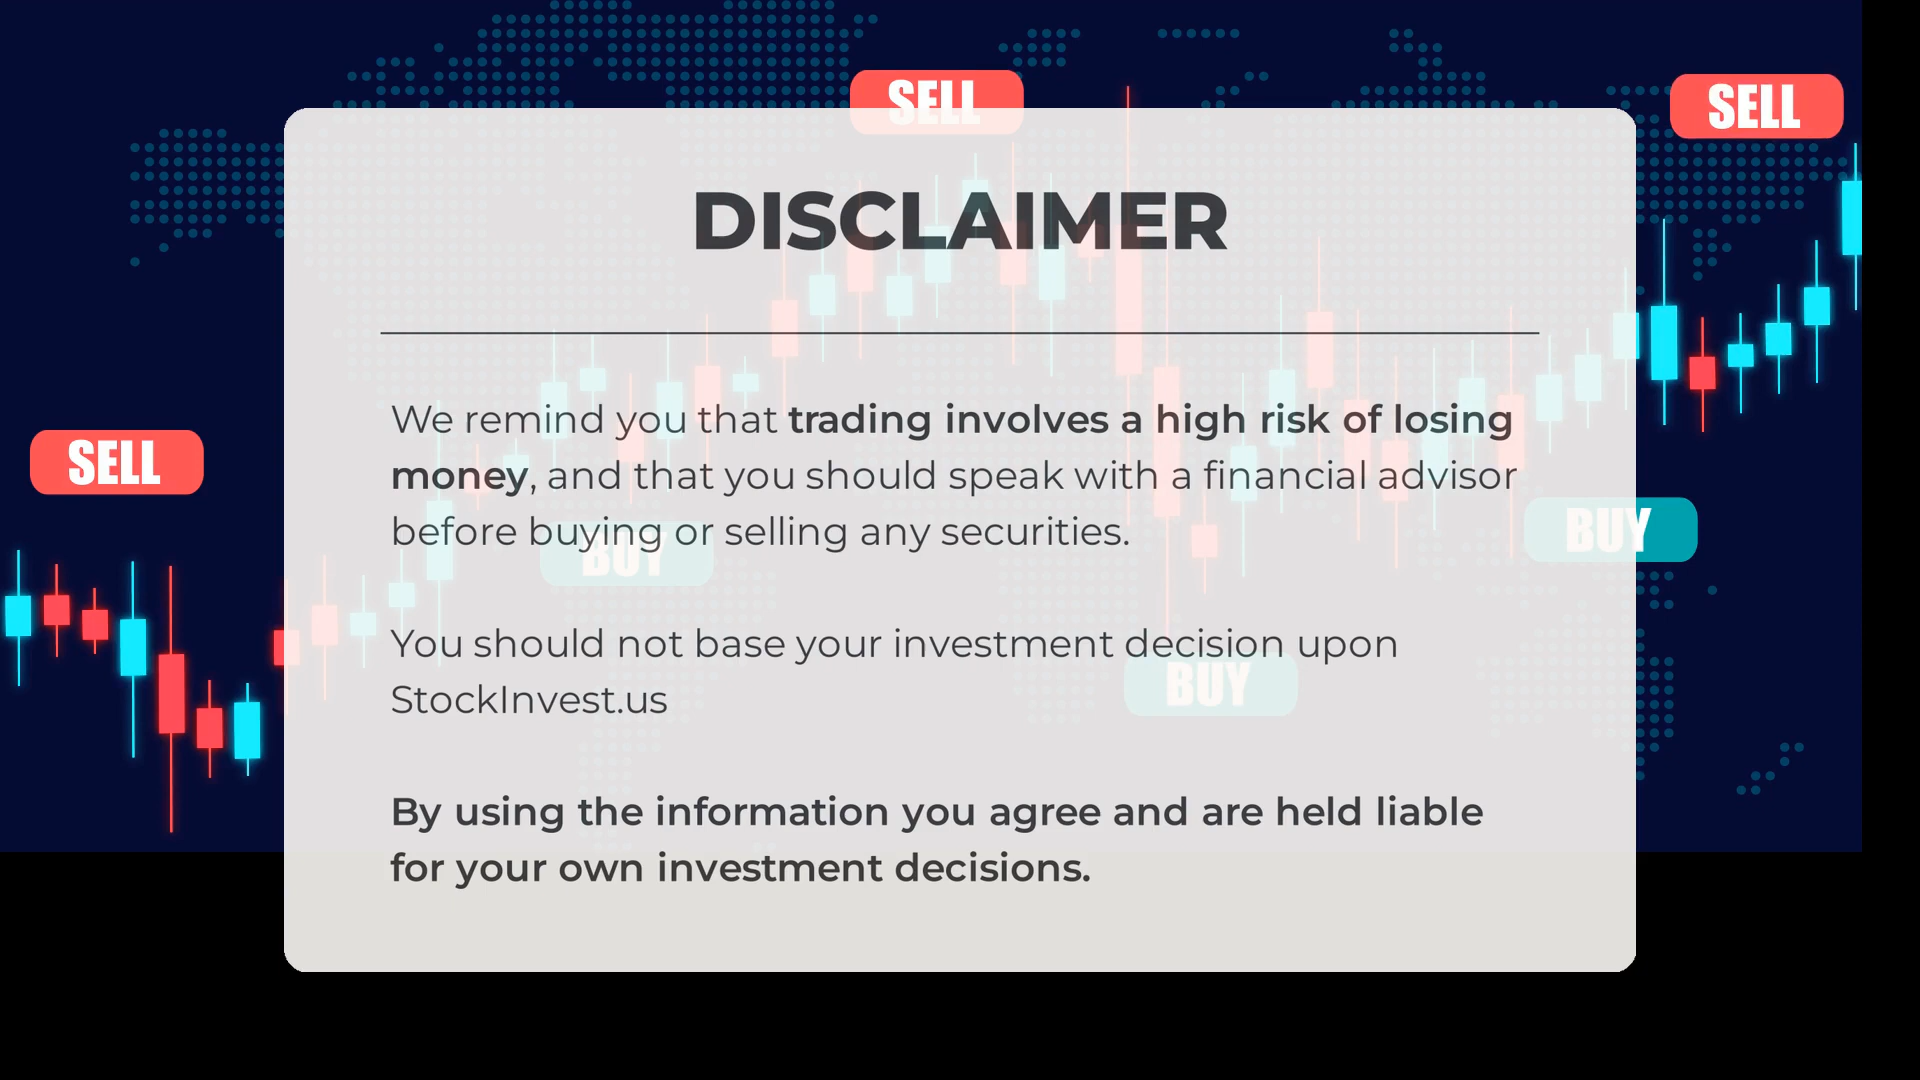 SELL
SELL
DISCLAIMER
We remind you that trading involves a high risk of losing
money, and that you should speak with a financial advisor
before buying or selling any securities.
SELL
BUY
BUY
You should not base your investment decision upon
StockInvest.us
BUY
By using the information you agree and are held liable
for your own investment decisions.